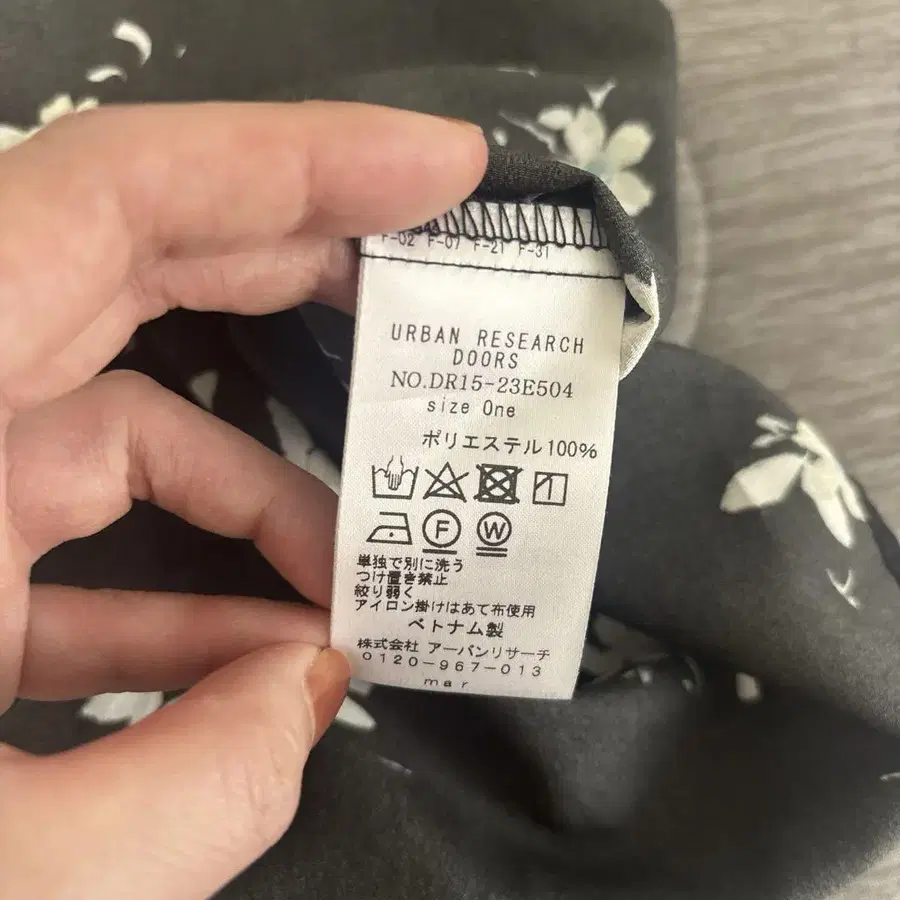 F-02 F-07 F-21 F-31
URBAN RESEARCH
DOORS
NO.DR15-23E504
size One
ポリエステル100%
F W
単独で別に洗う
つけ置き禁止
絞り弱く
アイロン掛けはあて布使用
ベトナム製
株式会社 アーバンリサーチ
0120-967-013
mar